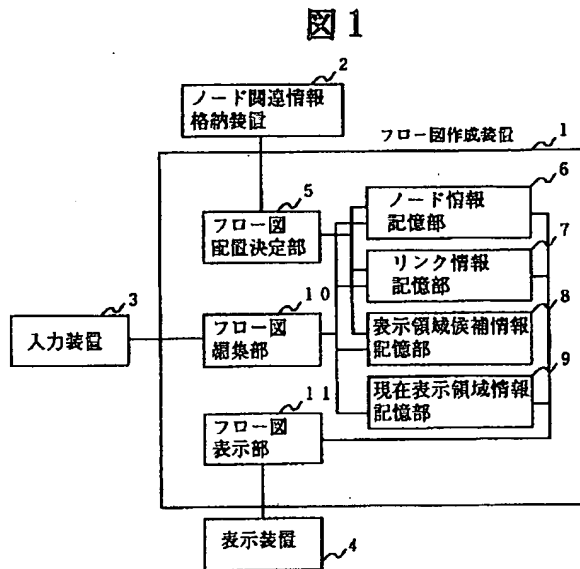 図1
2
ノード関連情報
格納装置
フロー図作成装置
1
5
フロー図
配置決定部
6
ノード情報
記憶部
7
リンク情報
記憶部
3
入力装置
10
フロー図
編集部
8
表示領域候補情報
記憶部
11
フロー図
表示部
9
現在表示領域情報
記憶部
表示装置
4